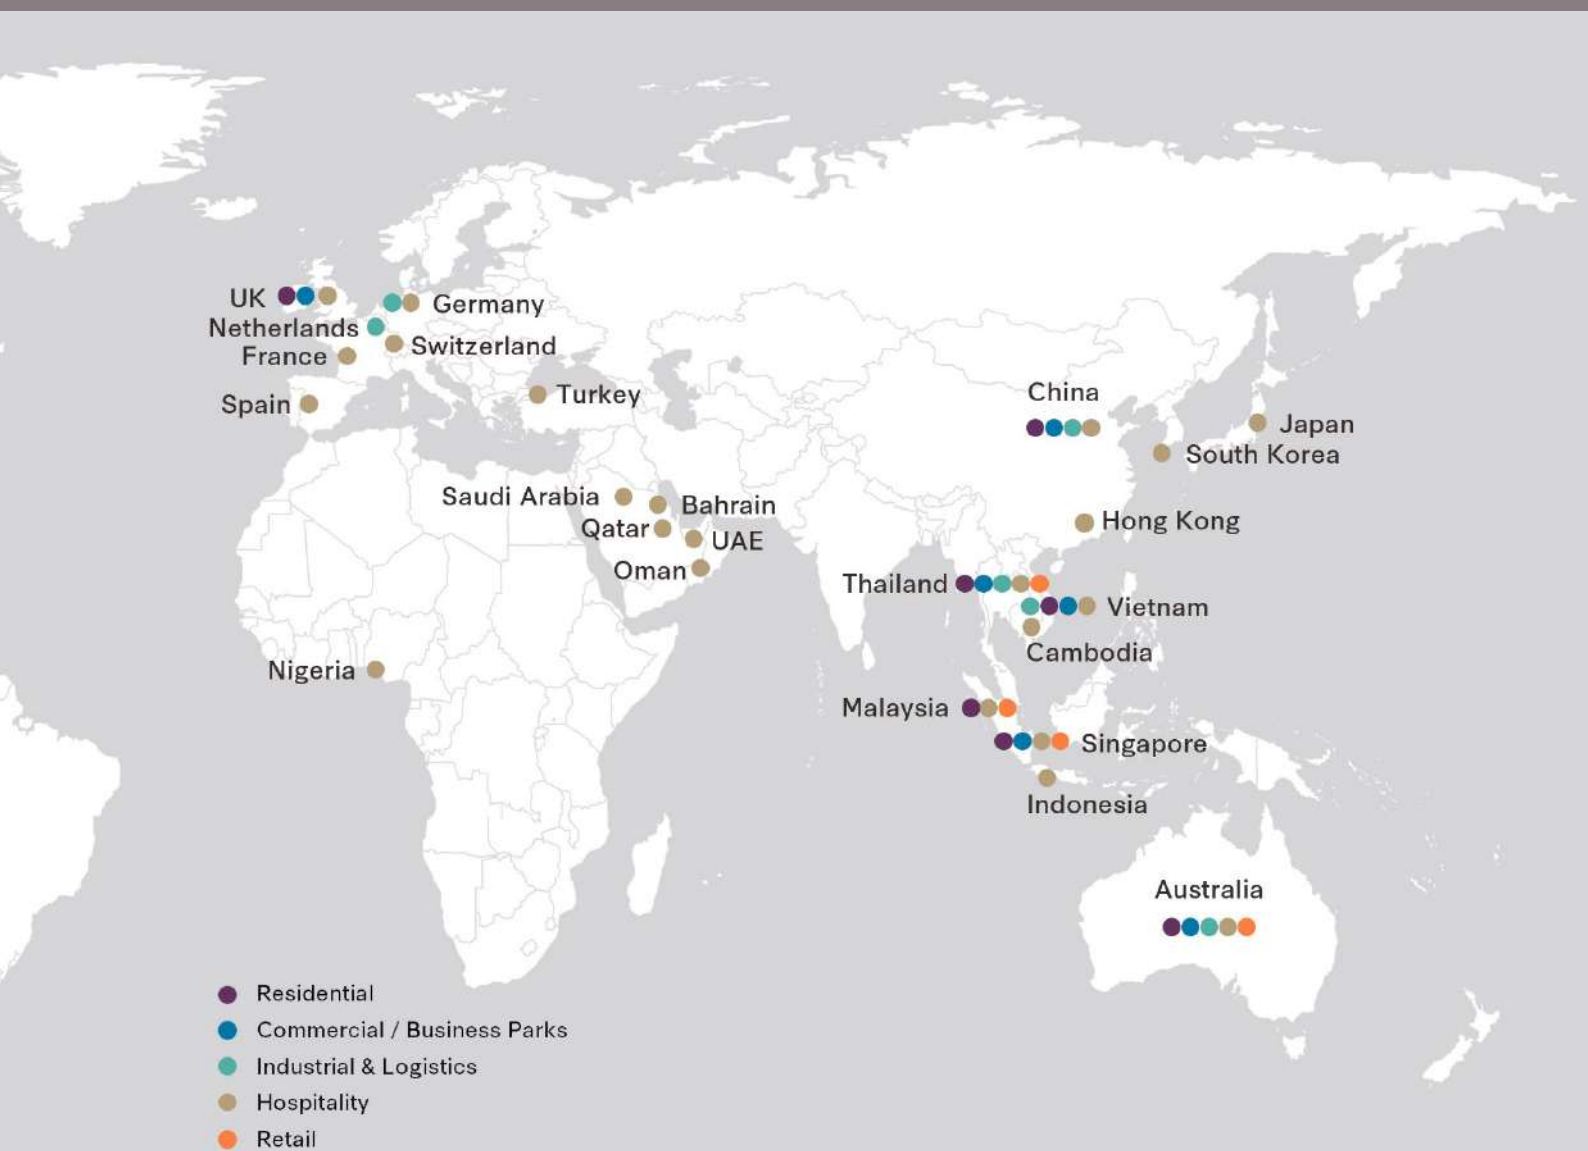 UK
Germany
Netherlands
Switzerland
France
Spain
Turkey
China
Japan
South Korea
Saudi Arabia
Bahrain
Qatar
UAE
Oman
Hong Kong
Thailand
Vietnam
Cambodia
Nigeria
Malaysia
Singapore
Indonesia
Australia
Residential
Commercial / Business Parks
Industrial & Logistics
Hospitality
Retail